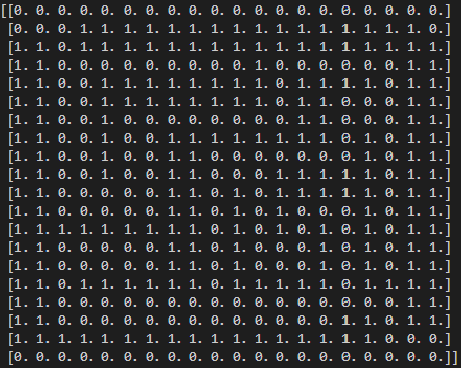 [[0. 0. 0. 0. 0. 0. 0. 0. 0. 0. 0. 0. 0. 0. 0. 0. 0. 0. 0. 0.]
[0. 0. 0. 1. 1. 1. 1. 1. 1. 1. 1. 1. 1. 1. 1. 1. 1. 1. 1. 0.]
[1. 1. 0. 1. 1. 1. 1. 1. 1. 1. 1. 1. 1. 1. 1. 1. 1. 1. 1. 1.]
[1. 1. 0. 0. 0. 0. 0. 0. 0. 0. 0. 1. 0. 0. 0. 0. 0. 0. 1. 1.]
[1. 1. 0. 0. 1. 1. 1. 1. 1. 1. 1. 1. 0. 1. 1. 1. 1. 0. 1. 1.]
[1. 1. 0. 0. 1. 1. 1. 1. 1. 1. 1. 1. 0. 1. 1. 0. 0. 0. 1. 1.]
[1. 1. 0. 0. 1. 0. 0. 0. 0. 0. 0. 0. 1. 1. 1. 0. 1. 0. 1. 1.]
[1. 1. 0. 0. 1. 0. 0. 1. 1. 1. 1. 1. 1. 1. 1. 0. 1. 0. 1. 1.]
[1. 1. 0. 0. 1. 0. 0. 1. 1. 0. 0. 0. 0. 0. 0. 0. 1. 0. 1. 1.]
[1. 1. 0. 0. 1. 0. 0. 1. 1. 0. 1. 0. 0. 1. 1. 1. 1. 0. 1. 1.]
[1. 1. 0. 0. 0. 0. 0. 1. 1. 0. 1. 0. 1. 1. 1. 1. 1. 0. 1. 1.]
[1. 1. 0. 0. 0. 0. 0. 1. 1. 0. 1. 0. 1. 0. 0. 0. 1. 0. 1. 1.]
[1. 1. 1. 1. 1. 1. 1. 1. 1. 0. 1. 0. 1. 0. 1. 0. 1. 0. 1. 1.]
[1. 1. 0. 0. 0. 0. 0. 1. 1. 0. 1. 0. 1. 0. 1. 0. 1. 0. 1. 1.]
[1. 1. 0. 0. 0. 0. 0. 1. 1. 0. 0. 0. 1. 0. 1. 0. 1. 0. 1. 1.]
[1. 1. 0. 1. 1. 1. 1. 1. 1. 1. 1. 1. 1. 0. 1. 0. 1. 0. 1. 1.]
[1. 1. 0. 0. 0. 0. 0. 0. 0. 0. 0. 0. 0. 0. 1. 0. 0. 0. 1. 1.]
[1. 1. 0. 0. 0. 0. 0. 0. 0. 0. 0. 0. 0. 0. 0. 1. 1. 0. 1. 1.]
[1. 1. 1. 1. 1. 1. 1. 1. 1. 1. 1. 1. 1. 1. 1. 1. 1. 0. 0. 0.]
[0. 0. 0. 0. 0. 0. 0. 0. 0. 0. 0. 0. 0. 0. 0. 0. 0. 0. 0. 0.]]